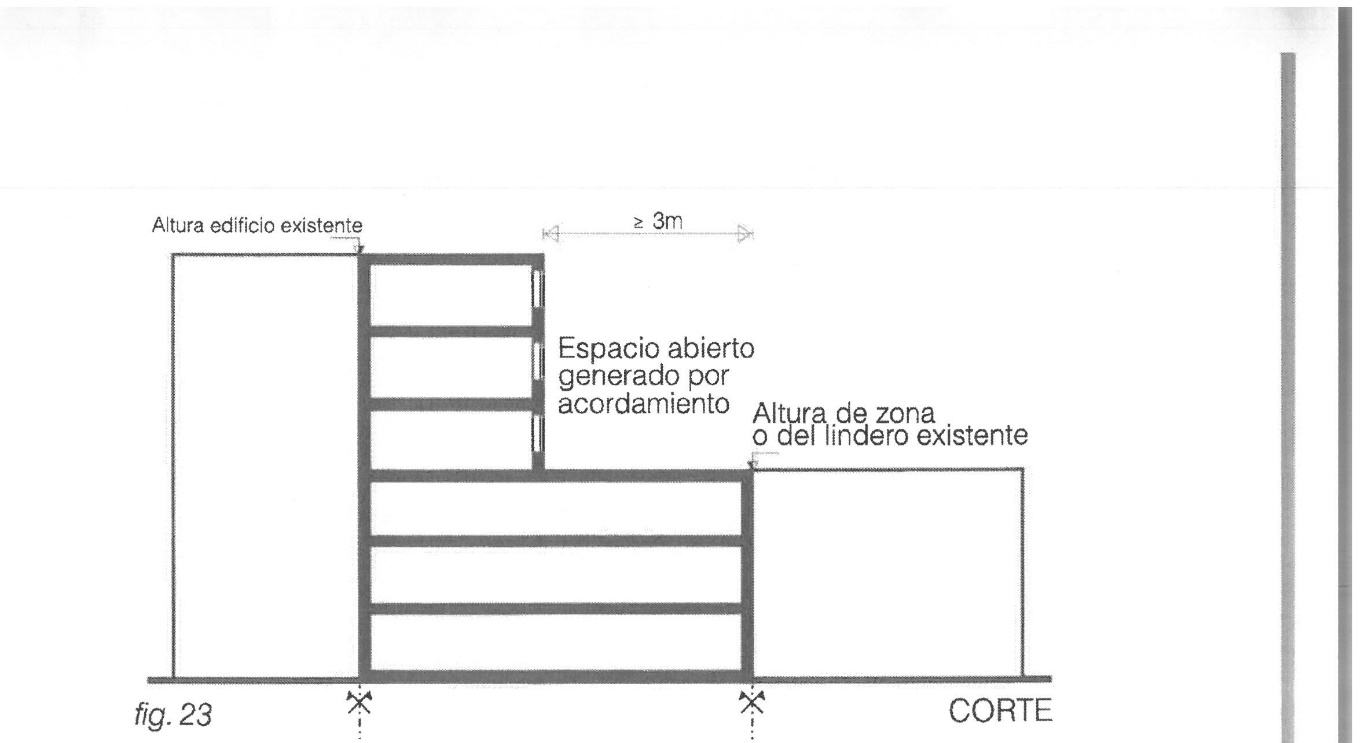 Altura edificio existente
≥ 3m
Espacio abierto
generado por
acordamiento
Altura de zona
o del lindero existente
fig. 23
CORTE